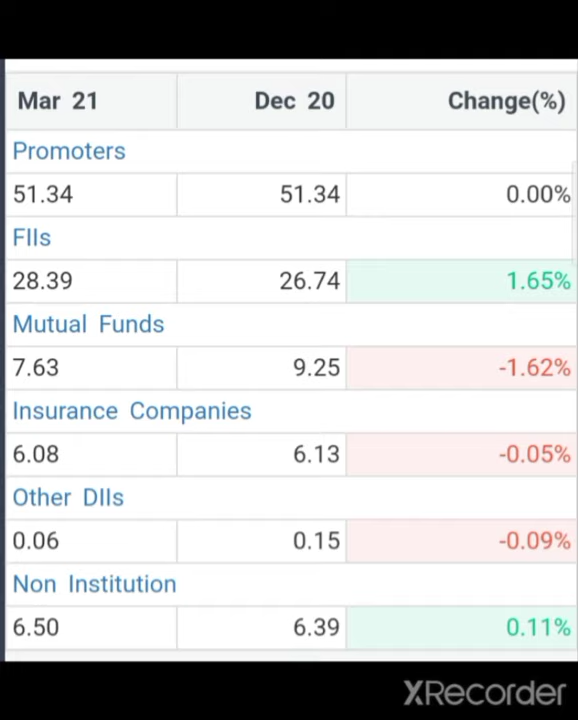 Mar 21 Dec 20 Change(%)
Promoters
51.34 51.34 0.00%
FIIs
28.39 26.74 1.65%
Mutual Funds
7.63 9.25 -1.62%
Insurance Companies
6.08 6.13 -0.05%
Other DIIs
0.06 0.15 -0.09%
Non Institution
6.50 6.39 0.11%
XRecorder